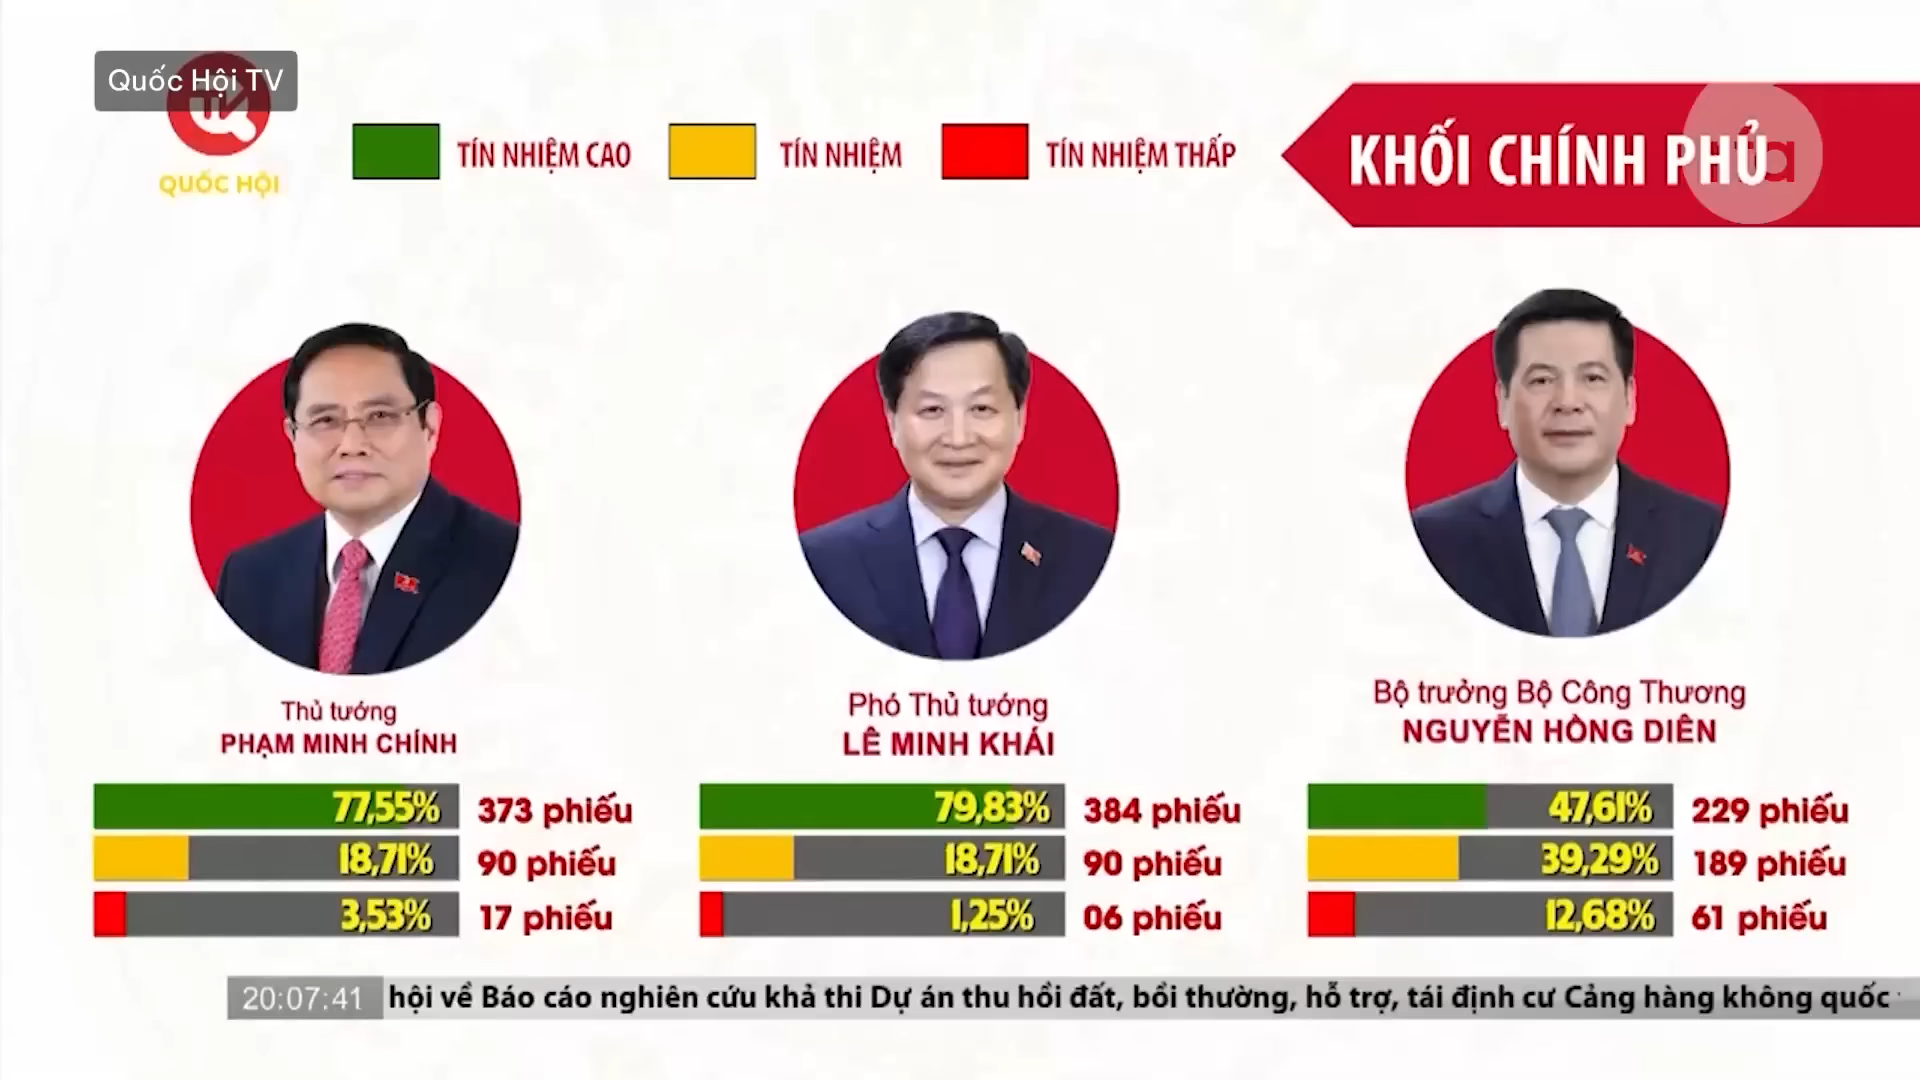 Quốc Hội TV
QUỐC HỘI
TÍN NHIỆM CAO
TÍN NHIỆM
TÍN NHIỆM THẤP
KHỐI CHÍNH PHỦ
Thủ tướng
PHẠM MINH CHÍNH
77,55% 373 phiếu
18,71% 90 phiếu
3,53% 17 phiếu
Phó Thủ tướng
LÊ MINH KHÁI
79,83% 384 phiếu
18,71% 90 phiếu
1,25% 06 phiếu
Bộ trưởng Bộ Công Thương
NGUYỄN HỒNG DIÊN
47,61% 229 phiếu
39,29% 189 phiếu
12,68% 61 phiếu
20:07:41 hội về Báo cáo nghiên cứu khả thi Dự án thu hồi đất, bồi thường, hỗ trợ, tái định cư Cảng hàng không quốc